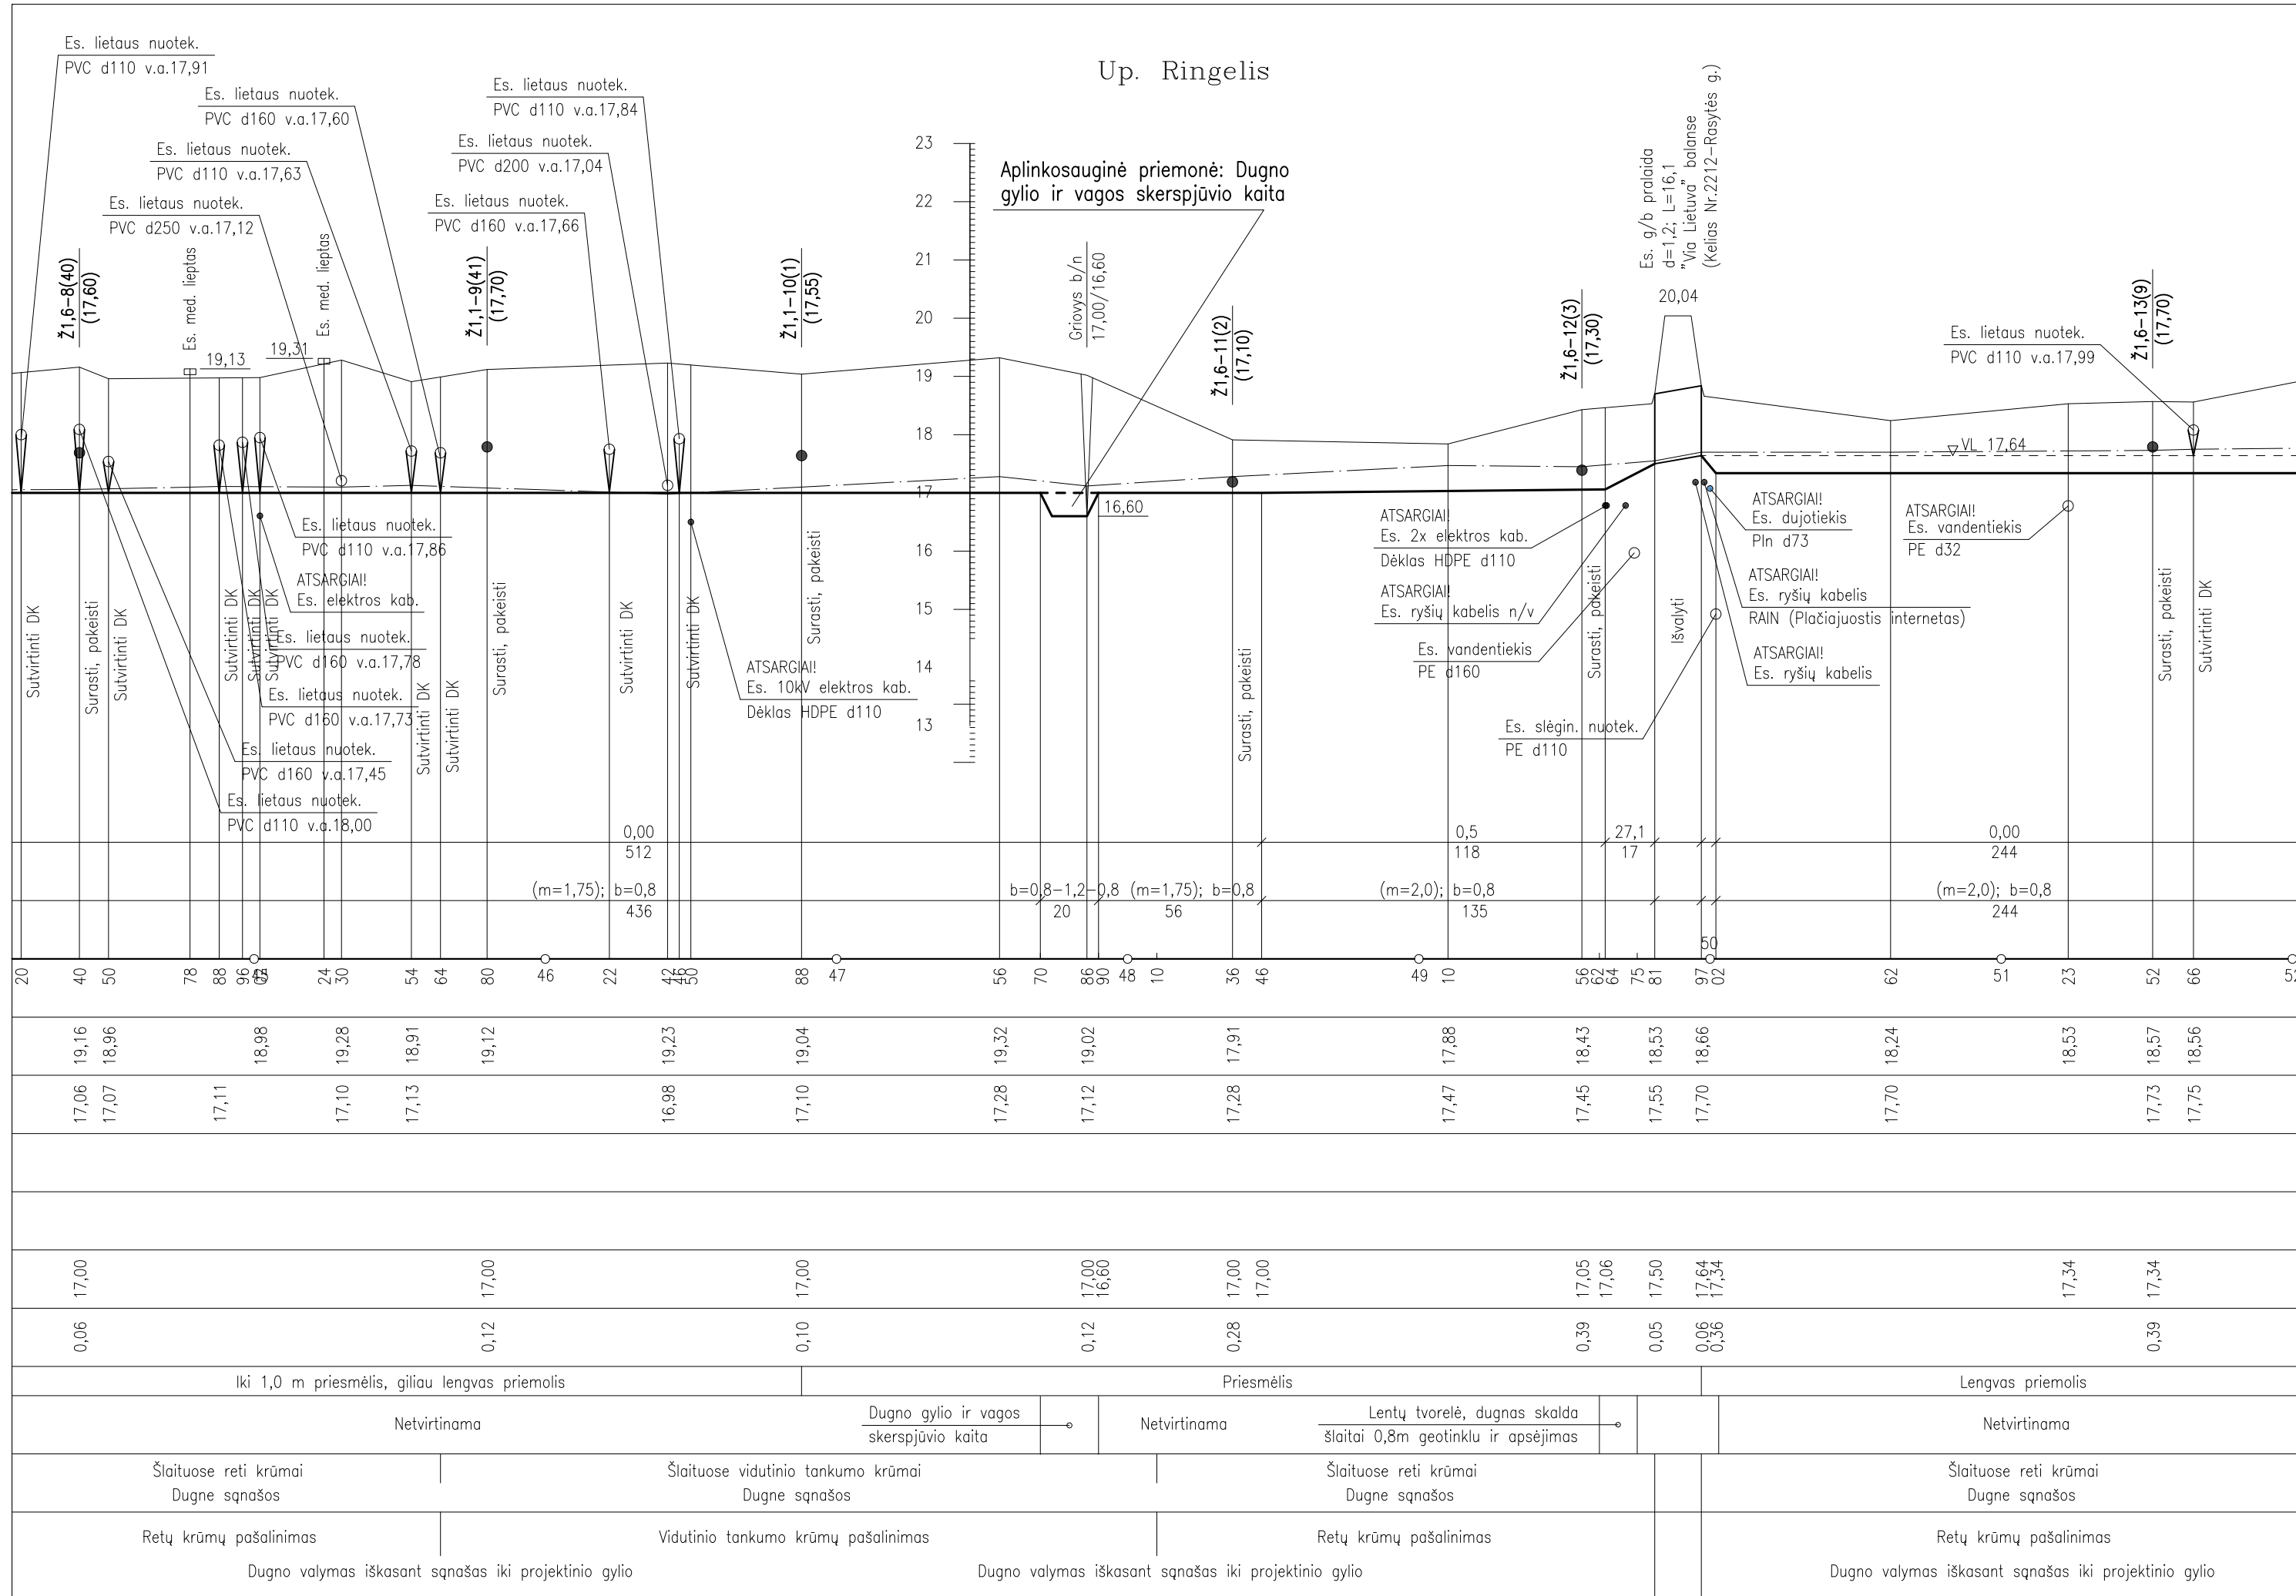 Up. Ringelis
Es. lietaus nuotek.
PVC d110 v.a.17,91
Es. lietaus nuotek.
PVC d160 v.a.17,60
Es. lietaus nuotek.
PVC d110 v.a.17,63
Es. lietaus nuotek.
PVC d250 v.a.17,12
Es. lietaus nuotek.
PVC d110 v.a.17,84
Es. lietaus nuotek.
PVC d200 v.a.17,04
Es. lietaus nuotek.
PVC d160 v.a.17,66
Ž1,6-8(40)
(17,60)
Es. med. lieptas
19,13
19,31
Es. med. lieptas
Ž1,1-9(41)
(17,70)
Ž1,1-10(1)
(17,55)
23
22
21
20
19
18
17
16
15
14
13
Aplinkosauginė priemonė: Dugno
gylio ir vagos skerspjūvio kaita
Griovys b/n
17,00/16,60
Ž1,6-11(2)
(17,10)
Ž1,6-12(3)
(17,30)
Es. g/b pralaida
d=1,2; L=16,1
"Via Lietuva" balanse
(Kelias Nr.2212-Rasytės g.)
20,04
Es. lietaus nuotek.
PVC d110 v.a.17,99
Ž1,6-13(9)
(17,70)
VL 17,64
16,60
Es. lietaus nuotek.
PVC d110 v.a.17,86
ATSARGIAI!
Es. elektros kab.
Es. lietaus nuotek.
PVC d160 v.a.17,78
Es. lietaus nuotek.
PVC d160 v.a.17,73
Es. lietaus nuotek.
PVC d160 v.a.17,45
Es. lietaus nuotek.
PVC d110 v.a.18,00
Sutvirtinti DK
Surasti, pakeisti
Sutvirtinti DK
Sutvirtinti DK
Sutvirtinti DK
Sutvirtinti DK
Sutvirtinti DK
Sutvirtinti DK
Surasti, pakeisti
Sutvirtinti DK
Sutvirtinti DK
Surasti, pakeisti
ATSARGIAI!
Es. 10kV elektros kab.
Dėklas HDPE d110
Surasti, pakeisti
ATSARGIAI!
Es. 2x elektros kab.
Dėklas HDPE d110
ATSARGIAI!
Es. ryšių kabelis n/v
Es. vandentiekis
PE d160
Es. slėgin. nuotek.
PE d110
Surasti, pakeisti
Išvalyti
ATSARGIAI!
Es. dujotiekis
Pln d73
ATSARGIAI!
Es. ryšių kabelis
RAIN (Plačiajuostis internetas)
ATSARGIAI!
Es. ryšių kabelis
ATSARGIAI!
Es. vandentiekis
PE d32
Surasti, pakeisti
Sutvirtinti DK
0,00 0,5 27,1 0,00
512 118 17 244
(m=1,75); b=0,8 b=0,8-1,2-0,8 (m=1,75); b=0,8 (m=2,0); b=0,8 (m=2,0); b=0,8
436 20 56 135 244
50
20 40 50 78 88 96 45 02 24 30 54 64 80 46 22 42 46 50 88 47 56 70 86 90 48 10 36 46 49 10 56 62 64 75 81 97 02 62 51 23 52 66 52
19,16 18,96 18,98 19,28 18,91 19,12 19,23 19,04 19,32 19,02 17,91 17,88 18,43 18,53 18,66 18,24 18,53 18,57 18,56
17,06 17,07 17,11 17,10 17,13 16,98 17,10 17,28 17,12 17,28 17,47 17,45 17,55 17,70 17,70 17,73 17,75
17,00 17,00 17,00 17,00 16,60 17,00 17,00 17,05 17,06 17,50 17,64 17,34 17,34 17,34
0,06 0,12 0,10 0,12 0,28 0,39 0,05 0,06 0,36 0,39
Iki 1,0 m priesmėlis, giliau lengvas priemolis Priesmėlis Lengvas priemolis
Netvirtinama
Dugno gylio ir vagos
skerspjūvio kaita
Netvirtinama
Lentų tvorelė, dugnas skalda
šlaitai 0,8m geotinklu ir apsėjimas
Netvirtinama
Šlaituose reti krūmai Šlaituose vidutinio tankumo krūmai Šlaituose reti krūmai Šlaituose reti krūmai
Dugne sąnašos Dugne sąnašos Dugne sąnašos Dugne sąnašos
Retų krūmų pašalinimas Vidutinio tankumo krūmų pašalinimas Retų krūmų pašalinimas Retų krūmų pašalinimas
Dugno valymas iškasant sąnašas iki projektinio gylio Dugno valymas iškasant sąnašas iki projektinio gylio Dugno valymas iškasant sąnašas iki projektinio gylio